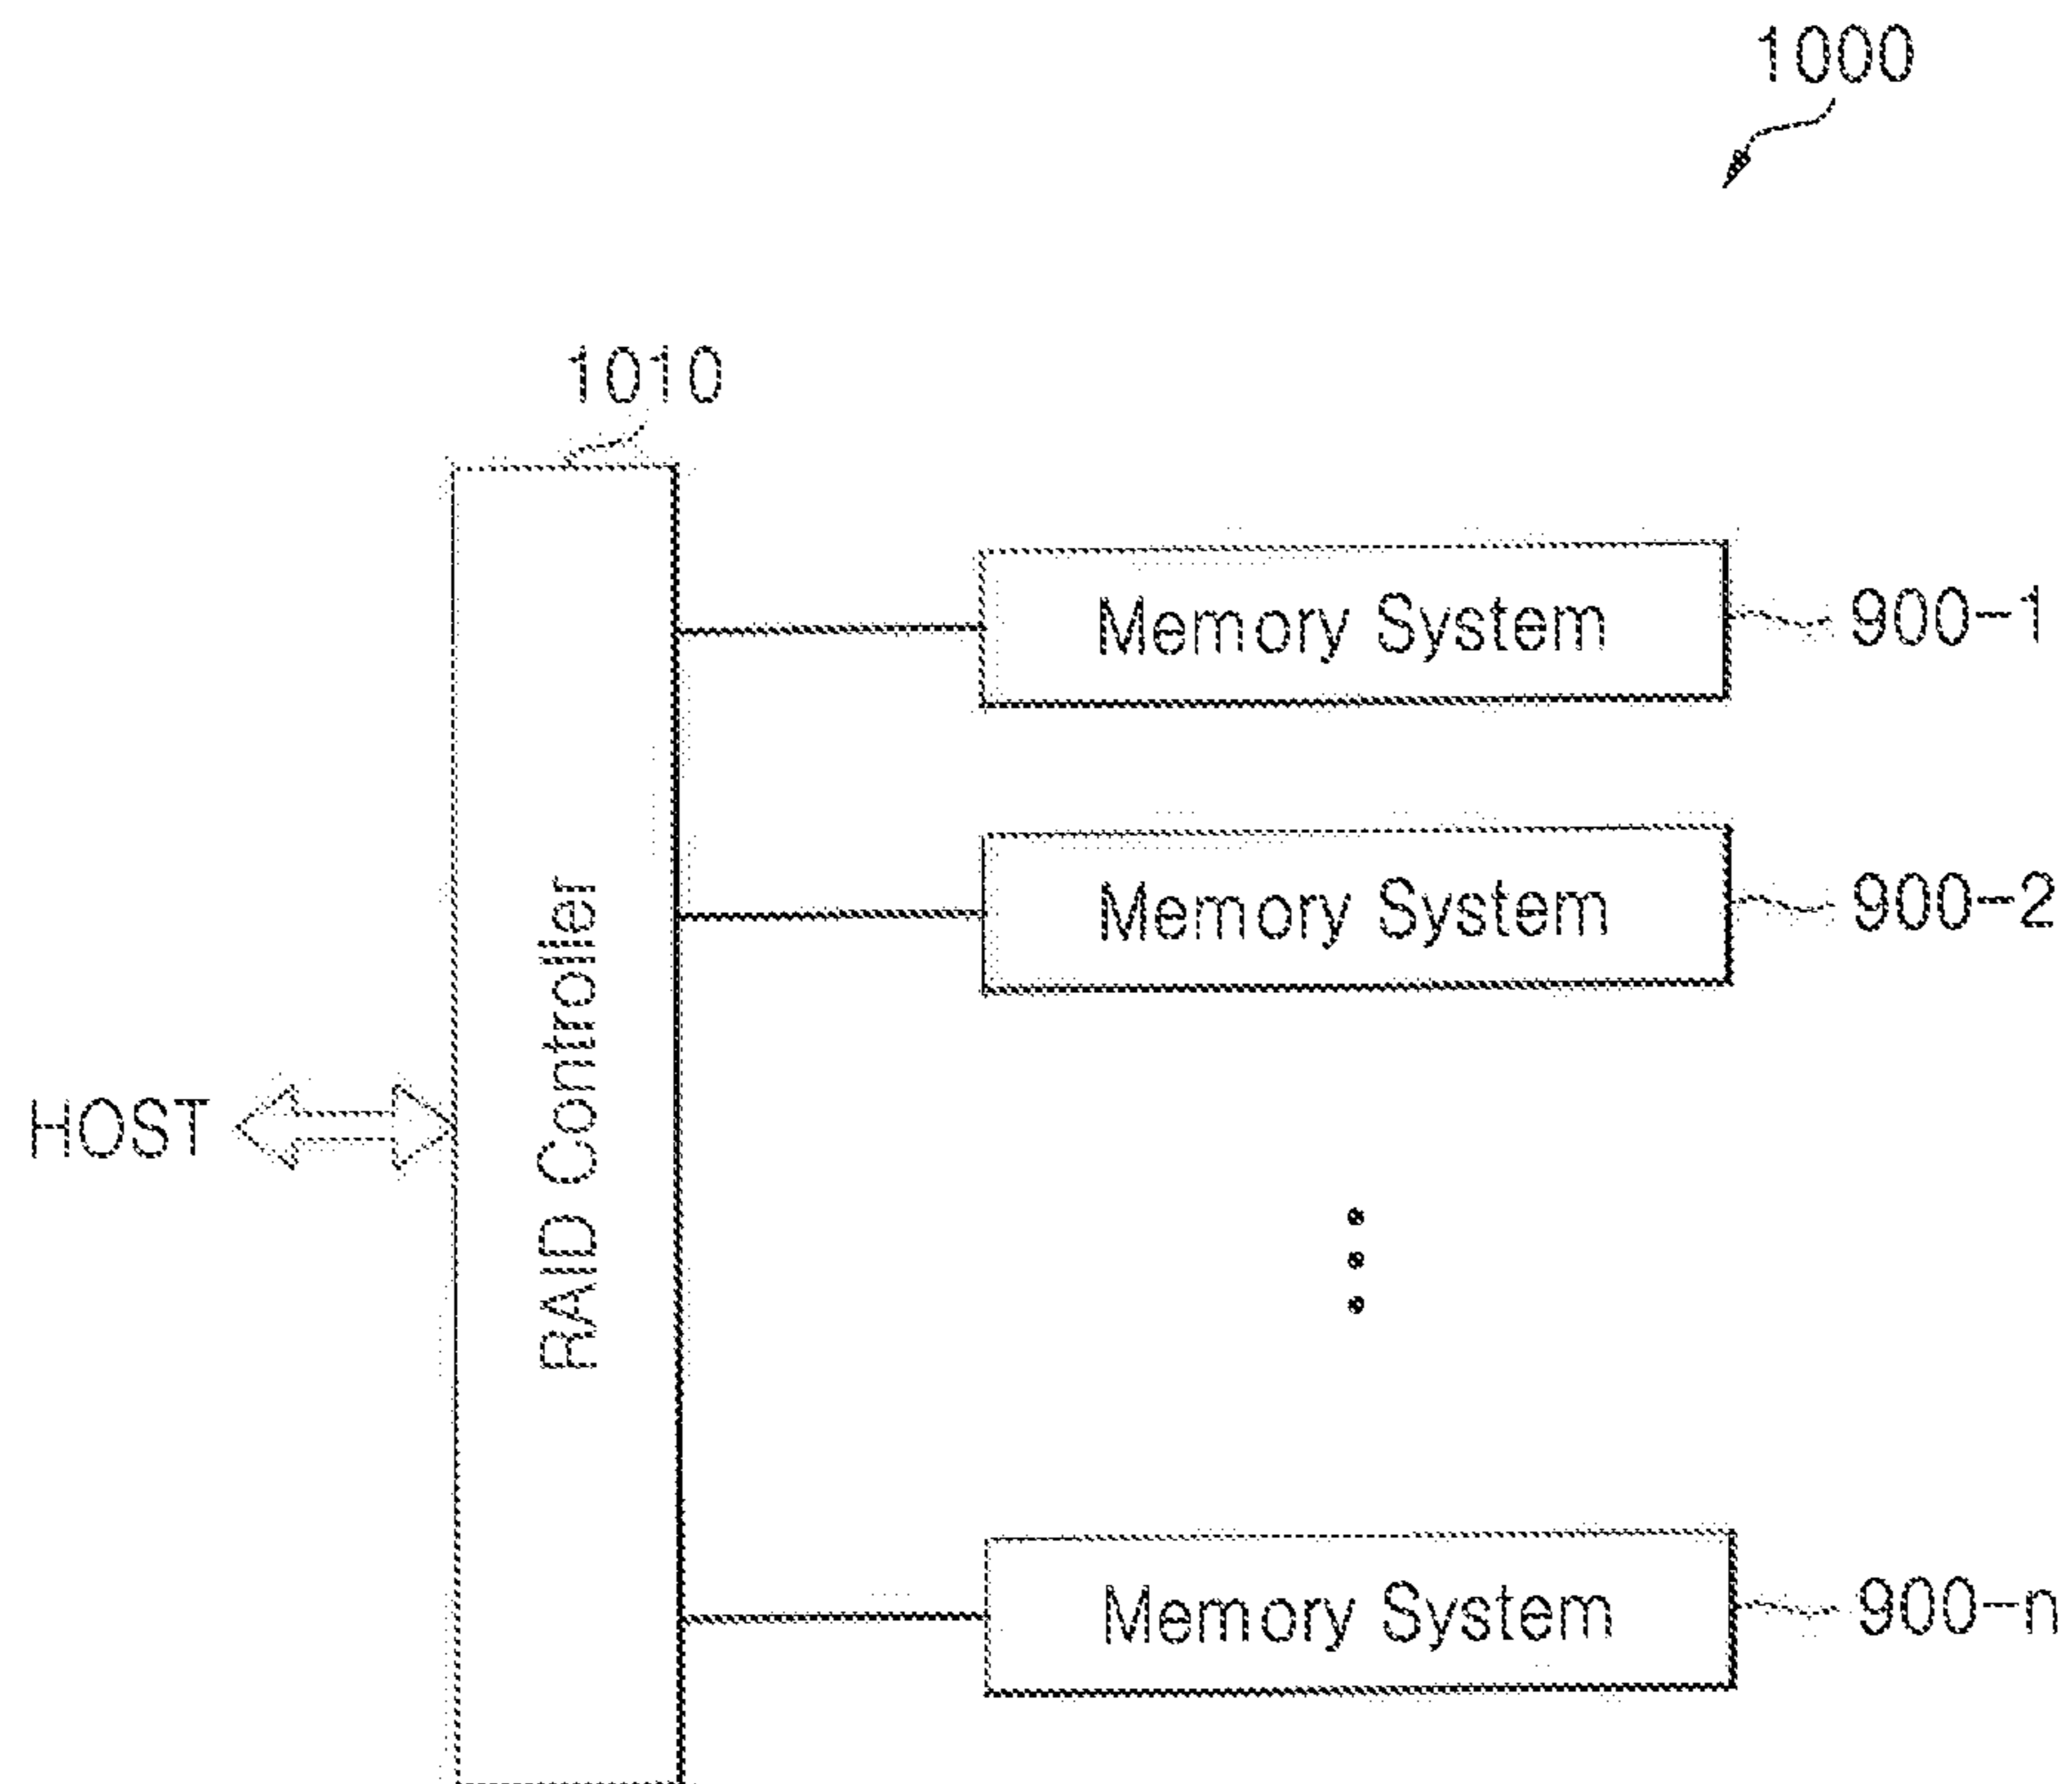 1000
1010
Memory System
900-1
Memory System
900-2
HOST
RAID Controller
Memory System
900-n